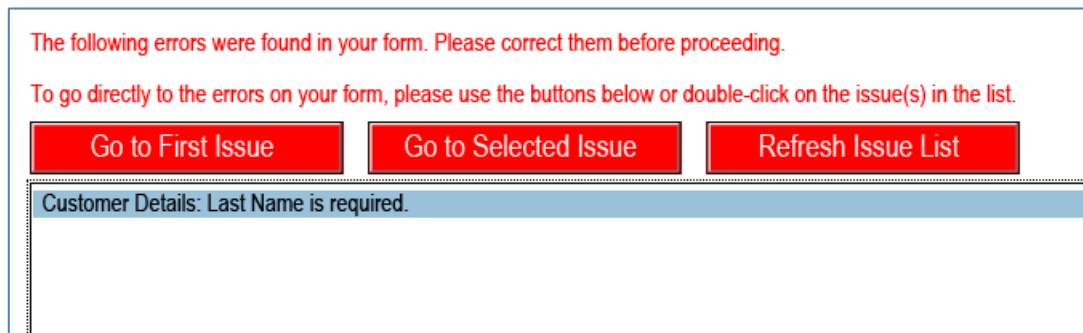 The following errors were found in your form. Please correct them before proceeding.
To go directly to the errors on your form, please use the buttons below or double-click on the issue(s) in the list.
Go to First Issue
Go to Selected Issue
Refresh Issue List
Customer Details: Last Name is required.